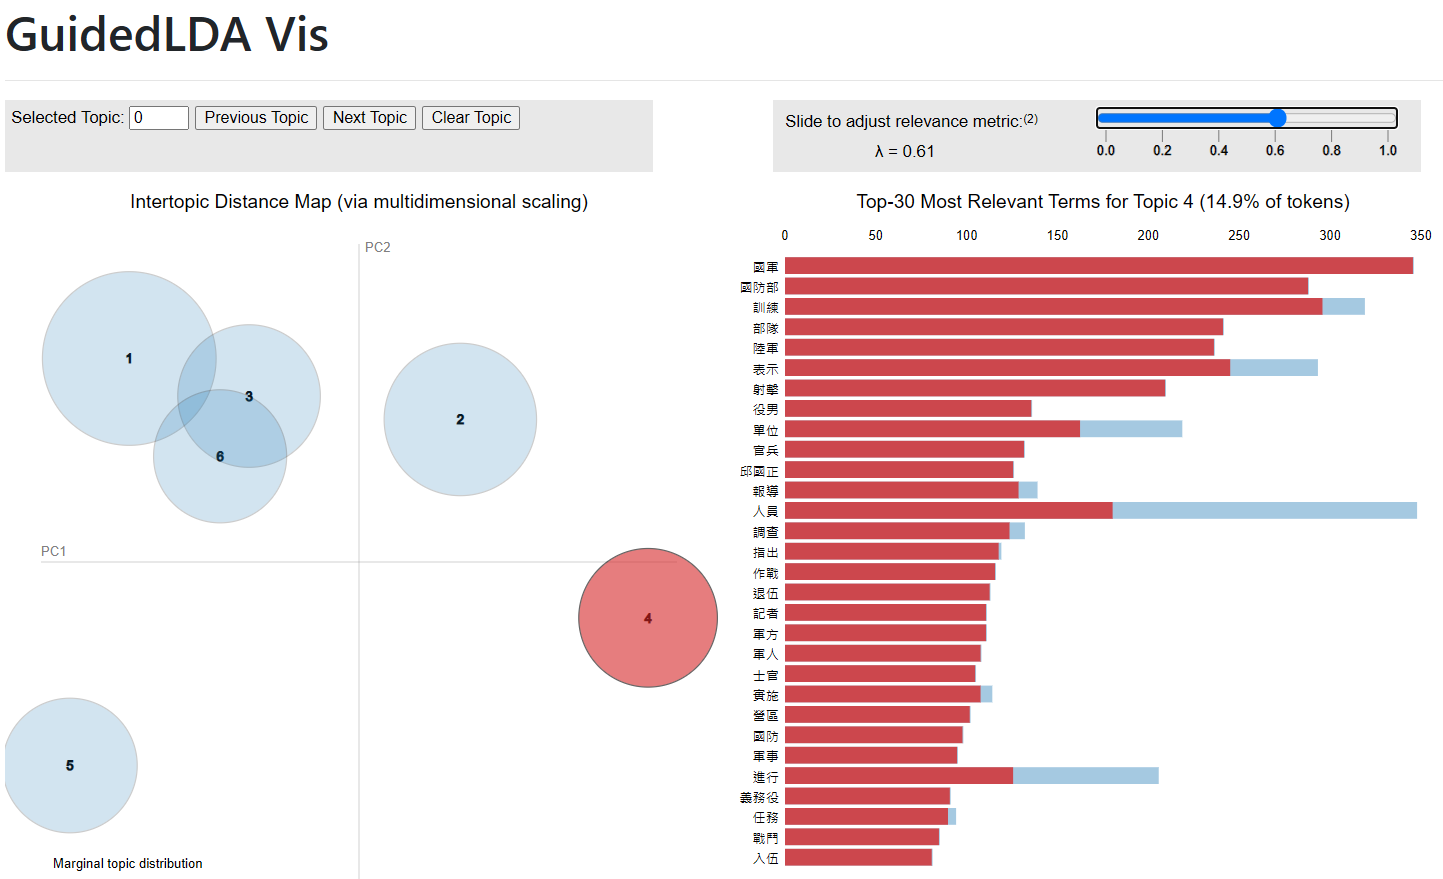 GuidedLDA Vis
Selected Topic: 0 Previous Topic Next Topic Clear Topic
Slide to adjust relevance metric:(2)
λ = 0.61
0.0 0.2 0.4 0.6 0.8 1.0
Intertopic Distance Map (via multidimensional scaling)
PC2
1
3
2
6
PC1
4
5
Marginal topic distribution
Top-30 Most Relevant Terms for Topic 4 (14.9% of tokens)
0 50 100 150 200 250 300 350
國軍
國防部
訓練
部隊
陸軍
表示
射擊
役男
單位
官兵
邱國正
報導
人員
調查
指出
作戰
退伍
記者
軍方
軍人
士官
實施
營區
國防
軍事
進行
義務役
任務
戰鬥
入伍